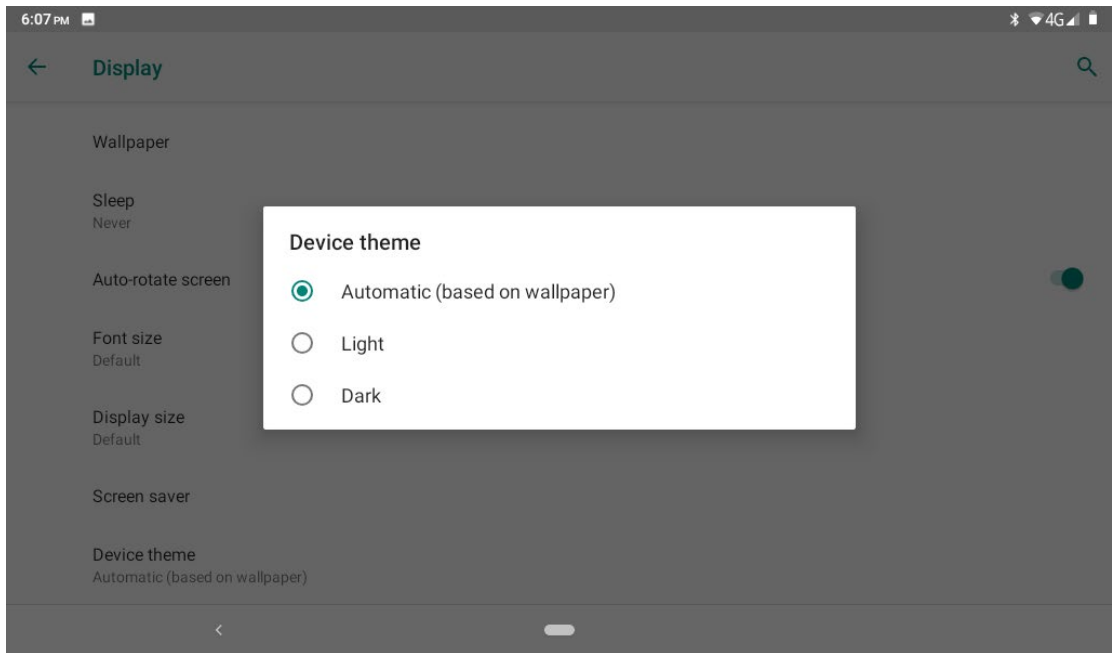 6:07 PM
4G
Display
Wallpaper
Sleep
Never
Auto-rotate screen
Font size
Default
Display size
Default
Screen saver
Device theme
Automatic (based on wallpaper)
Device theme
Automatic (based on wallpaper)
Light
Dark